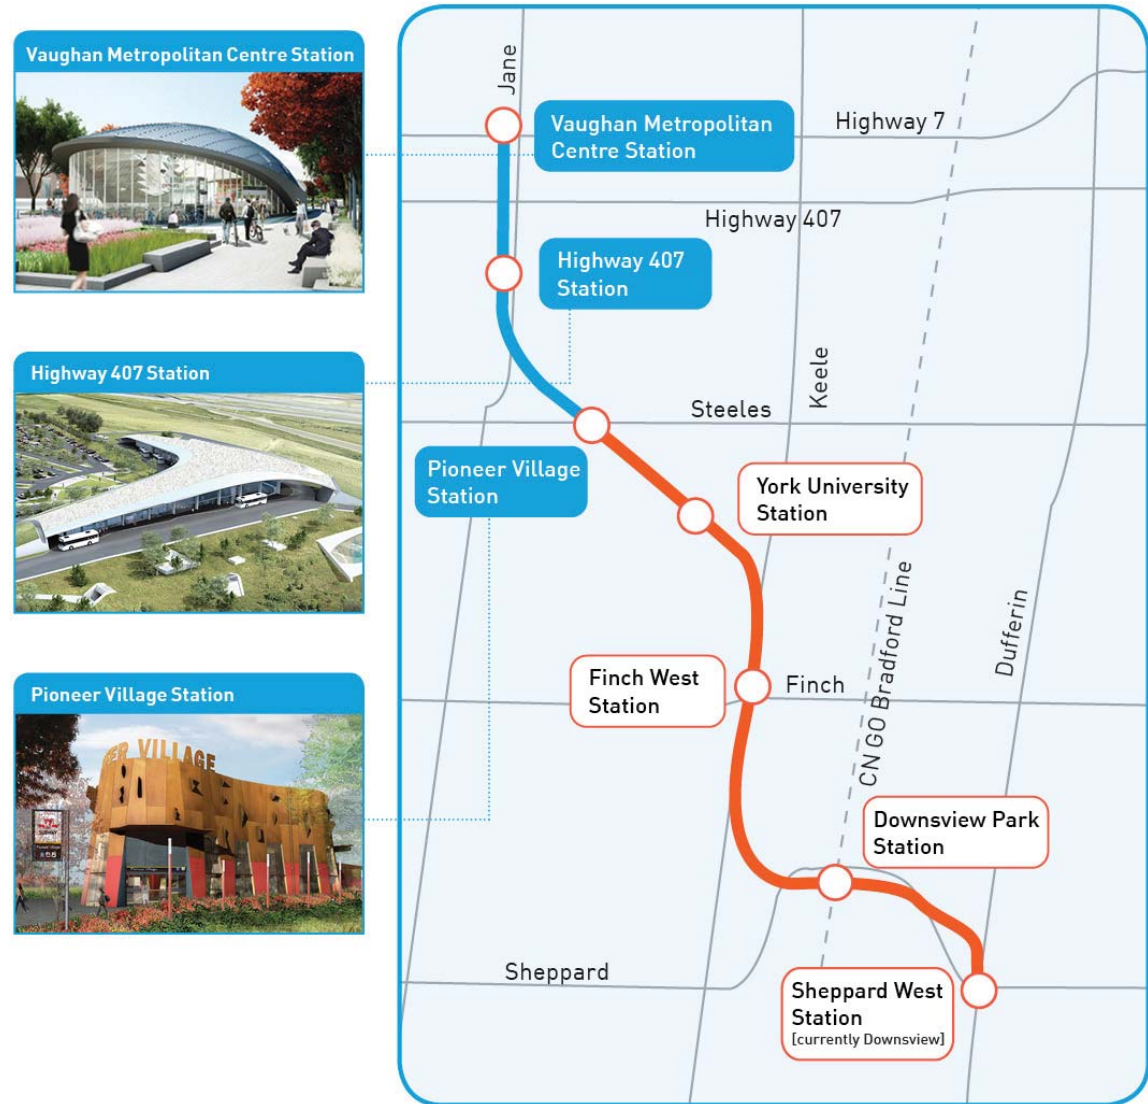 Vaughan Metropolitan Centre Station
Highway 407 Station
Pioneer Village Station
ER VILLAGE
Jane
Vaughan Metropolitan
Centre Station
Highway 7
Highway 407
Highway 407
Station
Keele
Steeles
Pioneer Village
Station
York University
Station
Finch West
Station
Finch
CN GO Bradford Line
Dufferin
Downsview Park
Station
Sheppard
Sheppard West
Station
[currently Downsview]